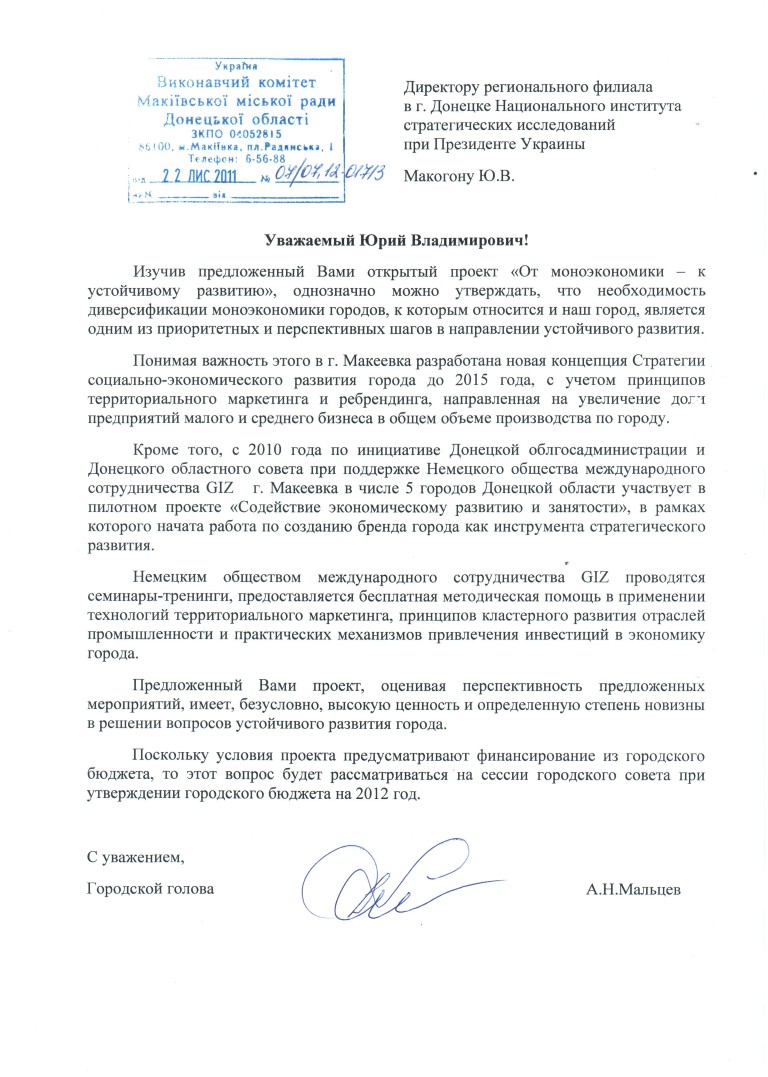 Україна
Виконавчий комітет
Макіївської міської ради
Донецької області
ЗКПО 04052815
86100, м.Макіївка, пл.Радянська, 1
Телефон: 6-56-88
від 22 ЛИС 2011 № 07/07.12-01713
на № від
Директору регионального филиала
в г. Донецке Национального института
стратегических исследований
при Президенте Украины
Макогону Ю.В.
Уважаемый Юрий Владимирович!
Изучив предложенный Вами открытый проект «От моноэкономики – к
устойчивому развитию», однозначно можно утверждать, что необходимость
диверсификации моноэкономики городов, к которым относится и наш город, является
одним из приоритетных и перспективных шагов в направлении устойчивого развития.
Понимая важность этого в г. Макеевка разработана новая концепция Стратегии
социально-экономического развития города до 2015 года, с учетом принципов
территориального маркетинга и ребрендинга, направленная на увеличение доли
предприятий малого и среднего бизнеса в общем объеме производства по городу.
Кроме того, с 2010 года по инициативе Донецкой облгосадминистрации и
Донецкого областного совета при поддержке Немецкого общества международного
сотрудничества GIZ г. Макеевка в числе 5 городов Донецкой области участвует в
пилотном проекте «Содействие экономическому развитию и занятости», в рамках
которого начата работа по созданию бренда города как инструмента стратегического
развития.
Немецким обществом международного сотрудничества GIZ проводятся
семинары-тренинги, предоставляется бесплатная методическая помощь в применении
технологий территориального маркетинга, принципов кластерного развития отраслей
промышленности и практических механизмов привлечения инвестиций в экономику
города.
Предложенный Вами проект, оценивая перспективность предложенных
мероприятий, имеет, безусловно, высокую ценность и определенную степень новизны
в решении вопросов устойчивого развития города.
Поскольку условия проекта предусматривают финансирование из городского
бюджета, то этот вопрос будет рассматриваться на сессии городского совета при
утверждении городского бюджета на 2012 год.
С уважением,
Городской голова А.Н.Мальцев